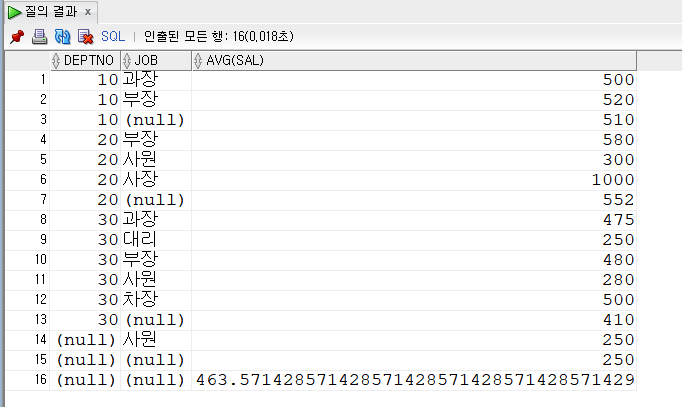 질의 결과 x
SQL | 인출된 모든 행: 16(0,018초)
DEPTNO JOB AVG(SAL)
1 10 과장 500
2 10 부장 520
3 10 (null) 510
4 20 부장 580
5 20 사원 300
6 20 사장 1000
7 20 (null) 552
8 30 과장 475
9 30 대리 250
10 30 부장 480
11 30 사원 280
12 30 차장 500
13 30 (null) 410
14 (null) 사원 250
15 (null) (null) 250
16 (null) (null) 463.571428571428571428571428571428571429